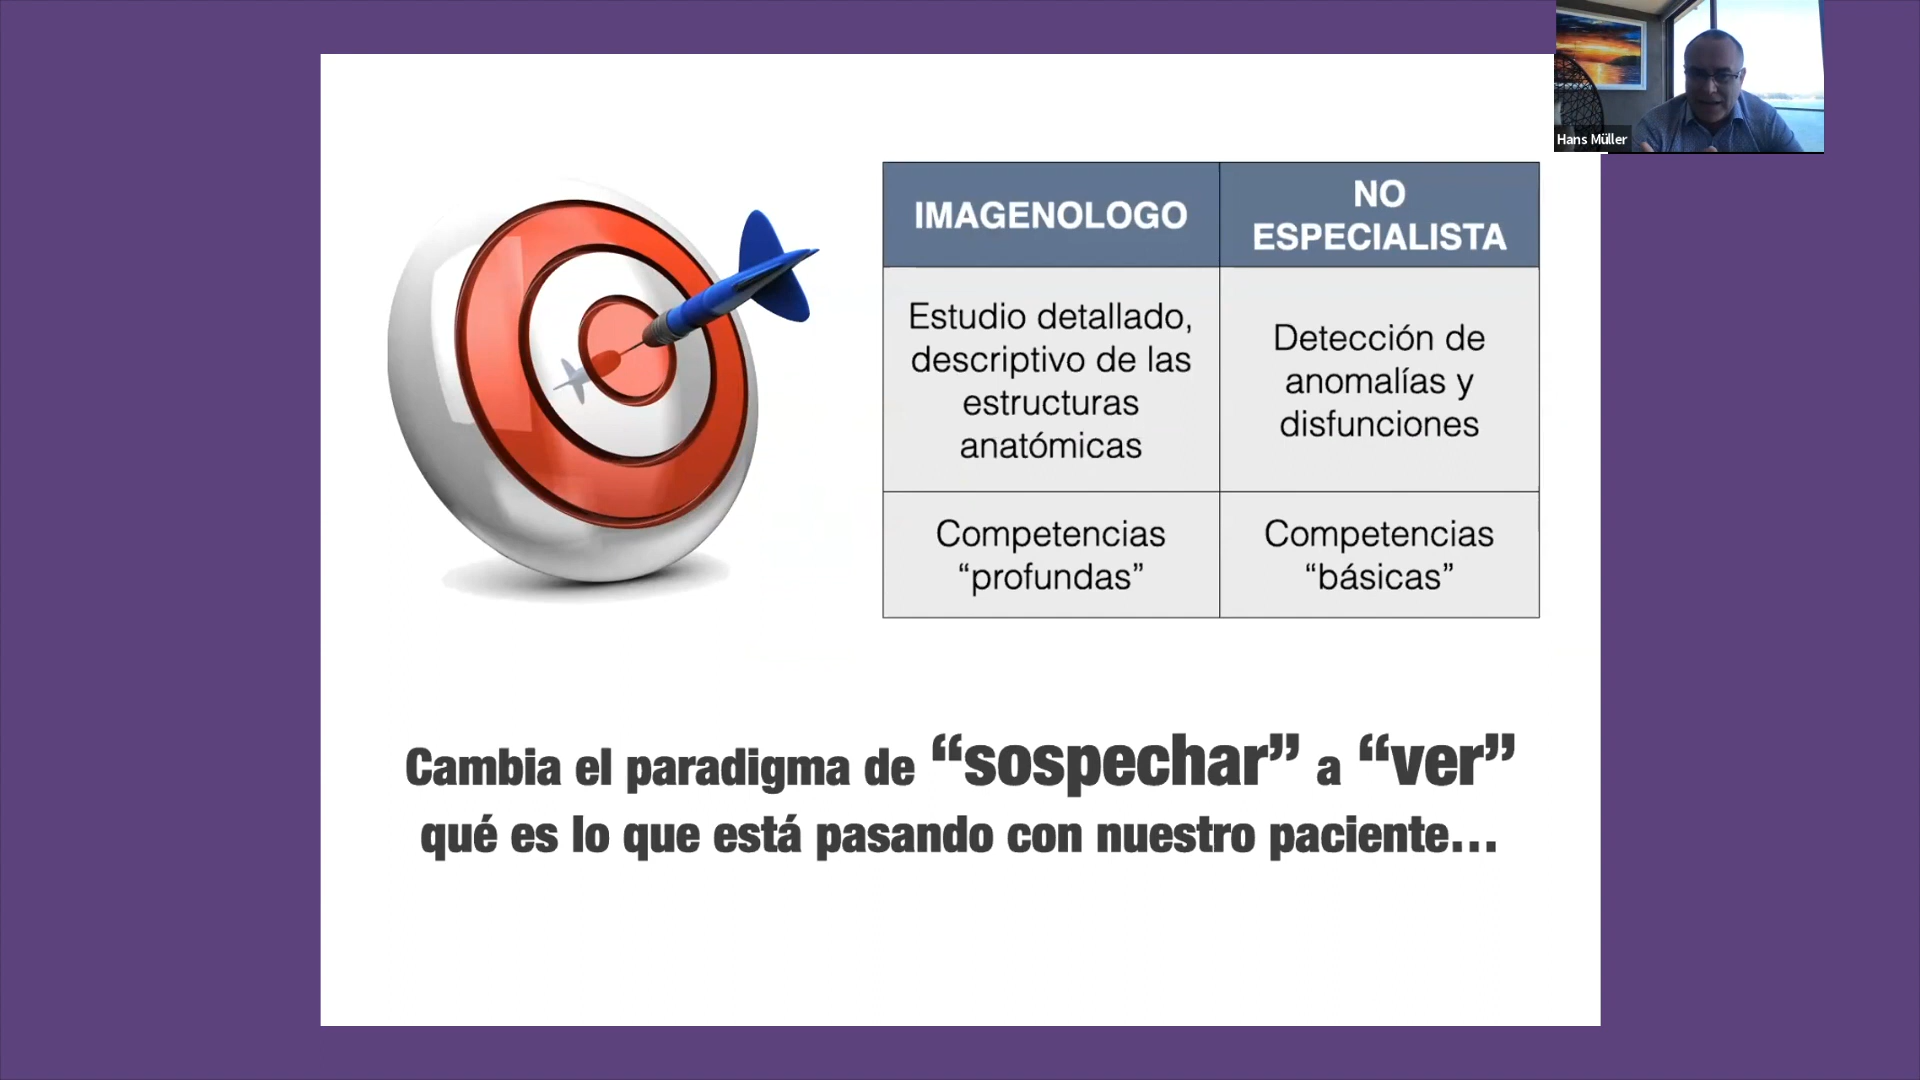 Hans Müller
IMAGENOLOGO
NO
ESPECIALISTA
Estudio detallado,
descriptivo de las
estructuras
anatómicas
Detección de
anomalías y
disfunciones
Competencias
“profundas”
Competencias
“básicas”
Cambia el paradigma de “sospechar” a “ver”
qué es lo que está pasando con nuestro paciente...